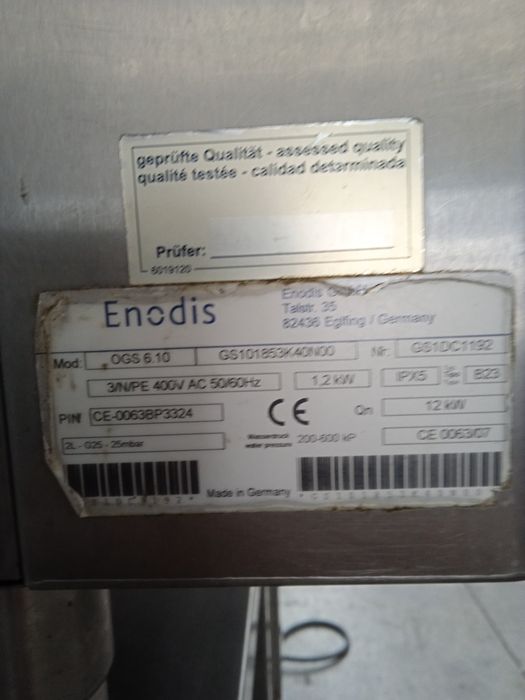 geprüfte Qualität - assessed quality
qualité testée - calidad determinada
Prüfer:
6019120
Enodis
Enodis GmbH
Talstr. 35
82436 Eglfing / Germany
Mod: OGS 6.10 GS101853K40N00 Nr: GS1DC1192
3/N/PE 400V AC 50/60Hz 1,2 kW IPX5 B23
PIN CE-0063BP3324 CE Qn 12 kW
2L - G25 - 25mbar Wasserdruck 200-600 kP CE 0063/07
water pressure
Made in Germany